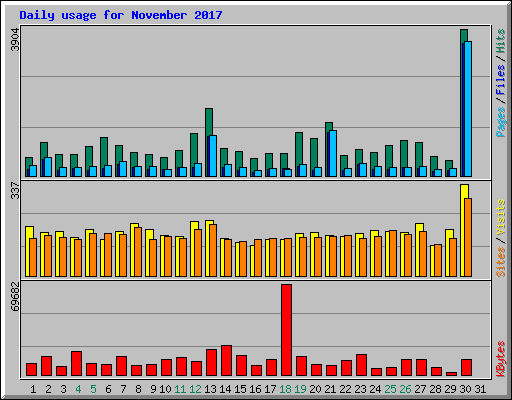 Daily usage for November 2017
3904
Pages / Files / Hits
337
Sites / Visits
69682
KBytes
1 2 3 4 5 6 7 8 9 10 11 12 13 14 15 16 17 18 19 20 21 22 23 24 25 26 27 28 29 30 31